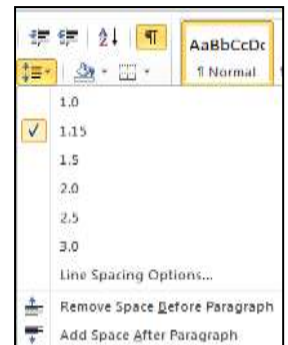 AaBbCcDc
¶ Normal
1.0
1.15
1.5
2.0
2.5
3.0
Line Spacing Options...
Remove Space Before Paragraph
Add Space After Paragraph